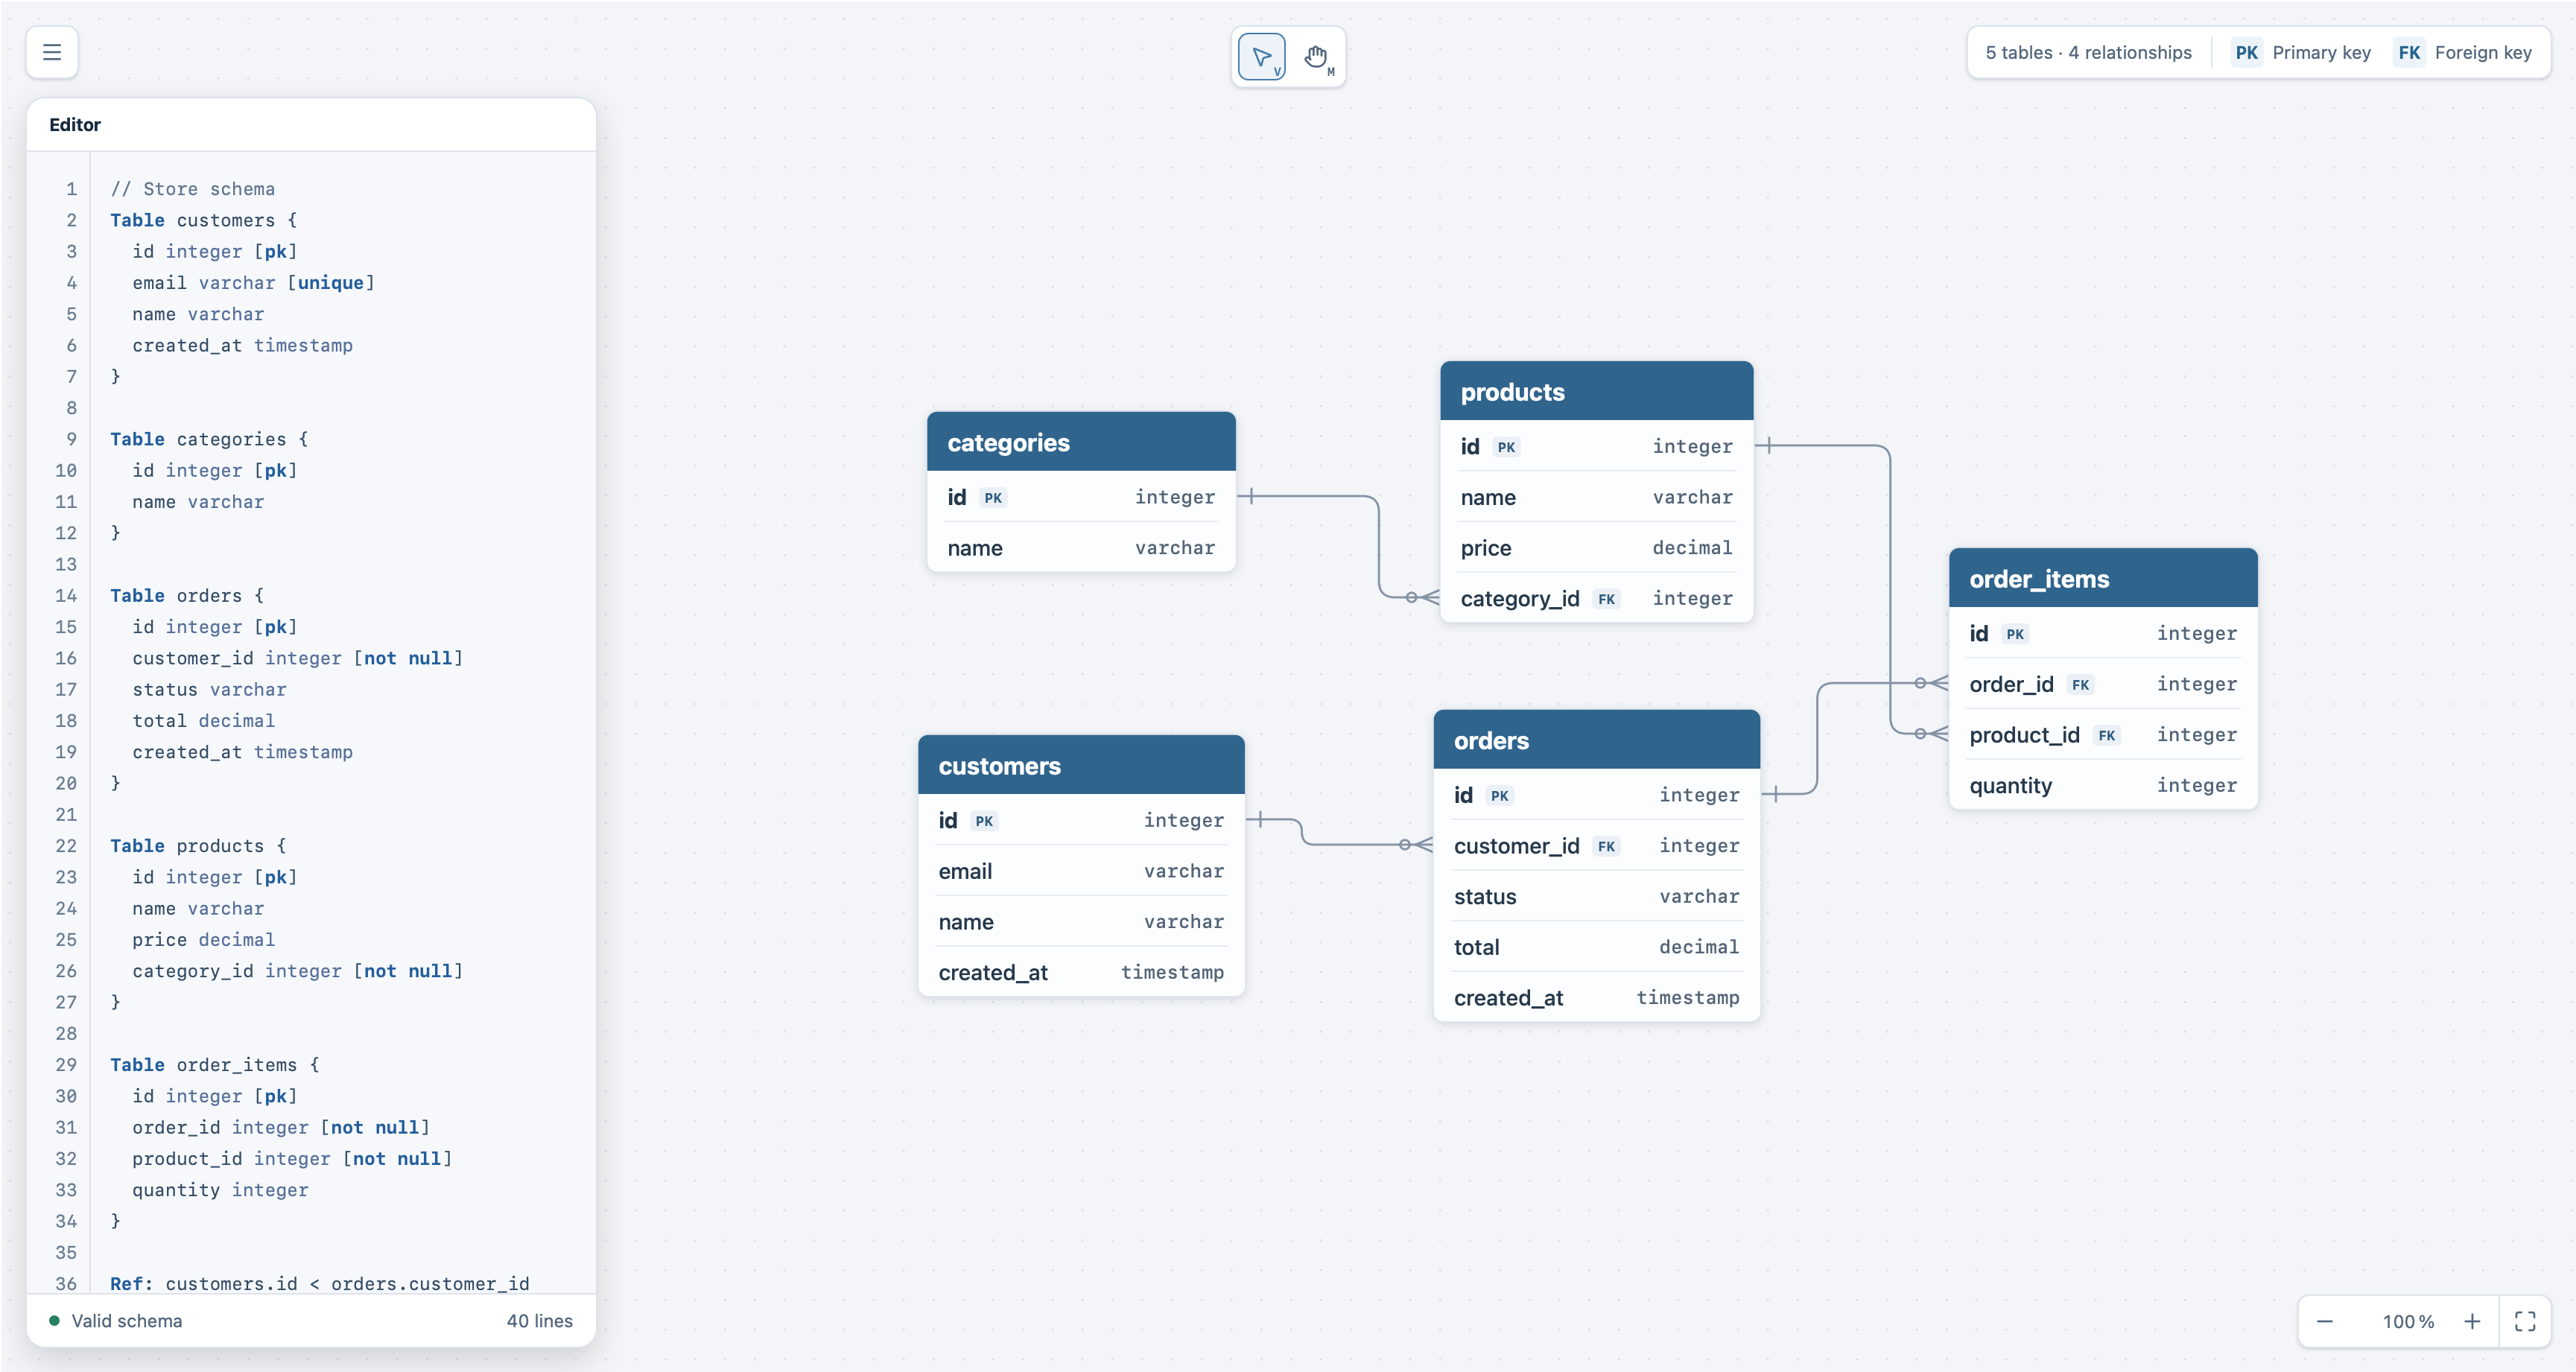 V
M
5 tables · 4 relationships
PK Primary key
FK Foreign key
Editor
1 // Store schema
2 Table customers {
3 id integer [pk]
4 email varchar [unique]
5 name varchar
6 created_at timestamp
7 }
8
9 Table categories {
10 id integer [pk]
11 name varchar
12 }
13
14 Table orders {
15 id integer [pk]
16 customer_id integer [not null]
17 status varchar
18 total decimal
19 created_at timestamp
20 }
21
22 Table products {
23 id integer [pk]
24 name varchar
25 price decimal
26 category_id integer [not null]
27 }
28
29 Table order_items {
30 id integer [pk]
31 order_id integer [not null]
32 product_id integer [not null]
33 quantity integer
34 }
35
36 Ref: customers.id < orders.customer_id
Valid schema
40 lines
categories
id PK integer
name varchar
products
id PK integer
name varchar
price decimal
category_id FK integer
customers
id PK integer
email varchar
name varchar
created_at timestamp
orders
id PK integer
customer_id FK integer
status varchar
total decimal
created_at timestamp
order_items
id PK integer
order_id FK integer
product_id FK integer
quantity integer
100%